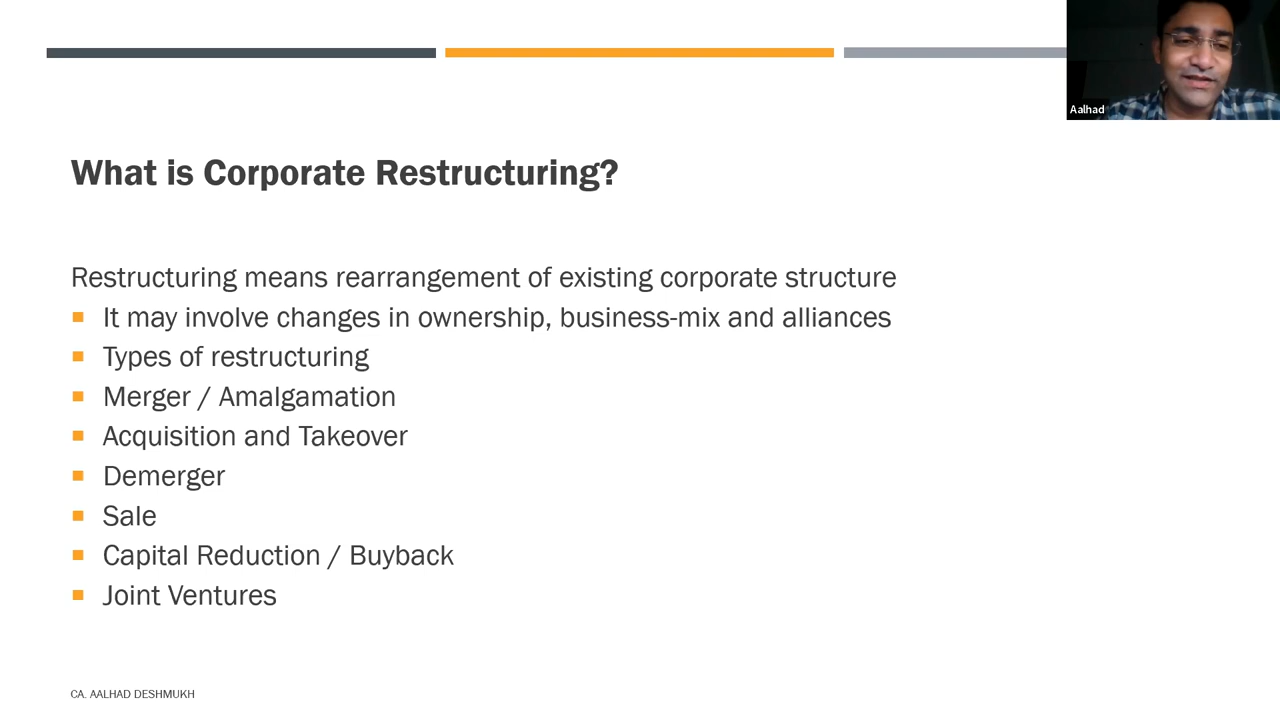 Aalhad
What is Corporate Restructuring?
Restructuring means rearrangement of existing corporate structure
It may involve changes in ownership, business-mix and alliances
Types of restructuring
Merger / Amalgamation
Acquisition and Takeover
Demerger
Sale
Capital Reduction / Buyback
Joint Ventures
CA. AALHAD DESHMUKH